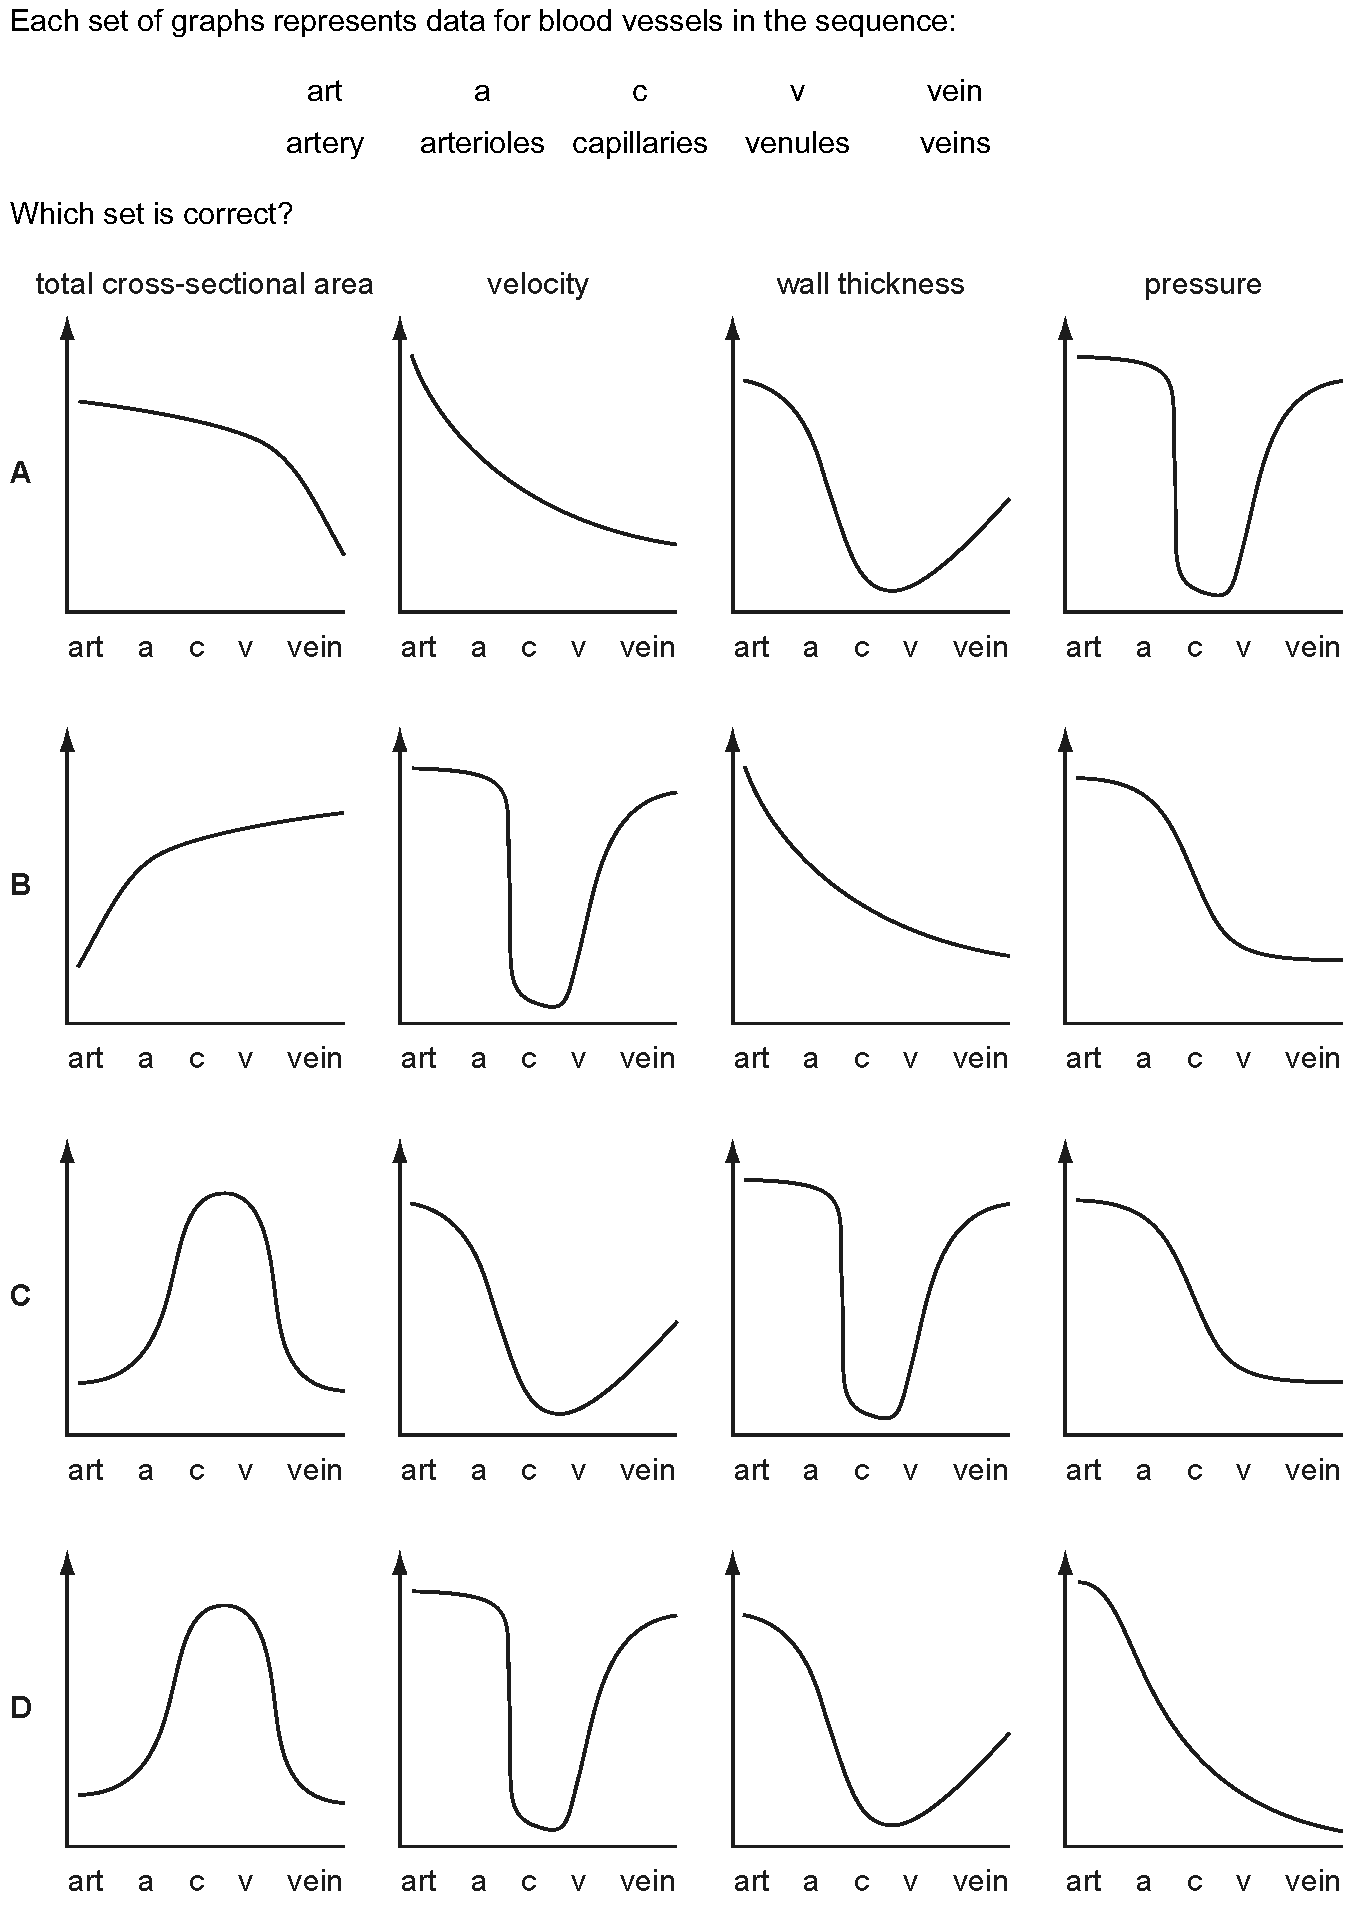 Each set of graphs represents data for blood vessels in the sequence:
art a c v vein
artery arterioles capillaries venules veins
Which set is correct?
total cross-sectional area velocity wall thickness pressure
A
art a c v vein art a c v vein art a c v vein art a c v vein
B
art a c v vein art a c v vein art a c v vein art a c v vein
C
art a c v vein art a c v vein art a c v vein art a c v vein
D
art a c v vein art a c v vein art a c v vein art a c v vein